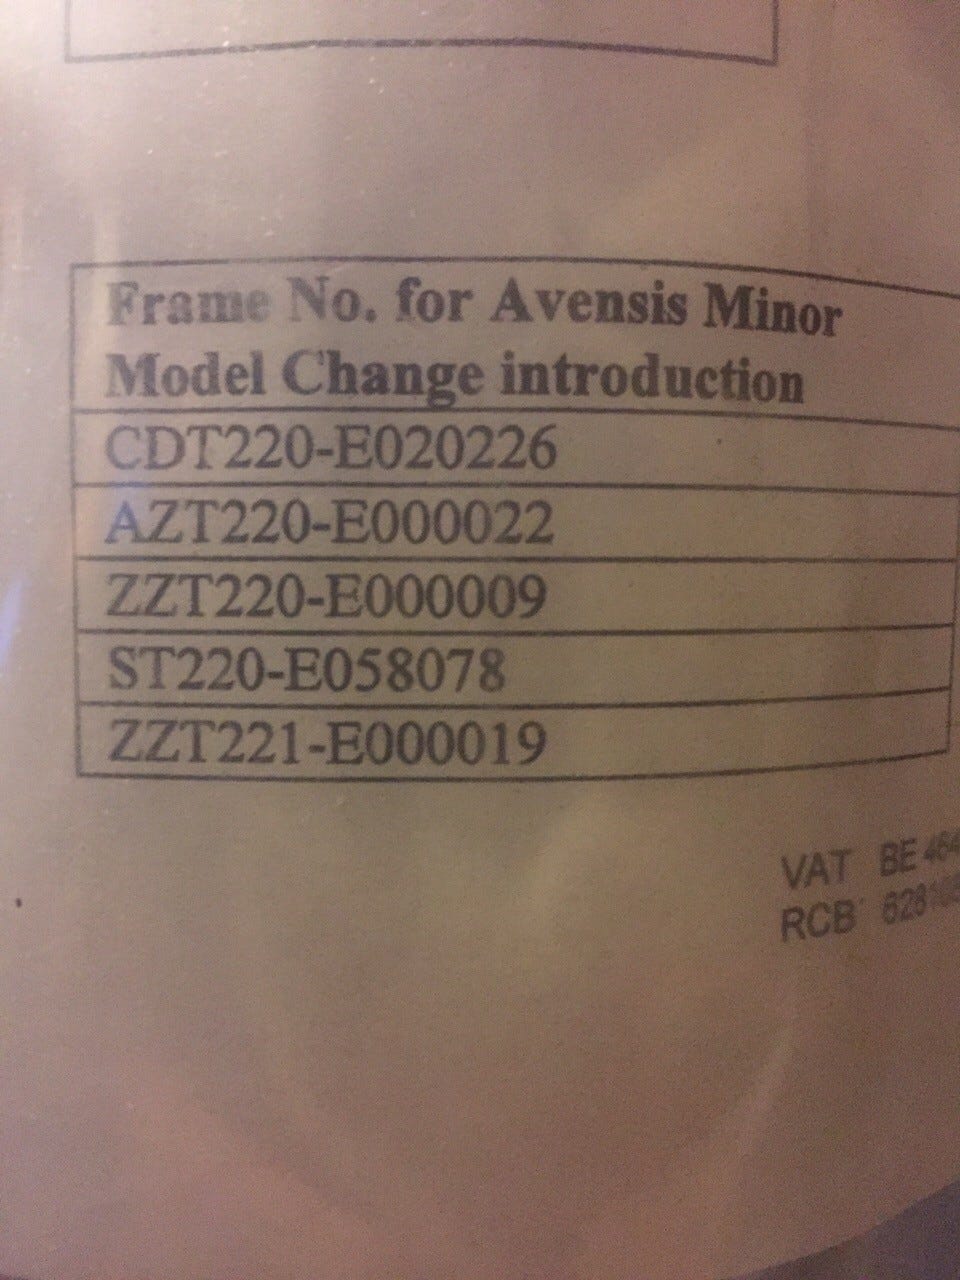 Frame No. for Avensis Minor
Model Change introduction
CDT220-E020226
AZT220-E000022
ZZT220-E000009
ST220-E058078
ZZT221-E000019
VAT BE
RCB